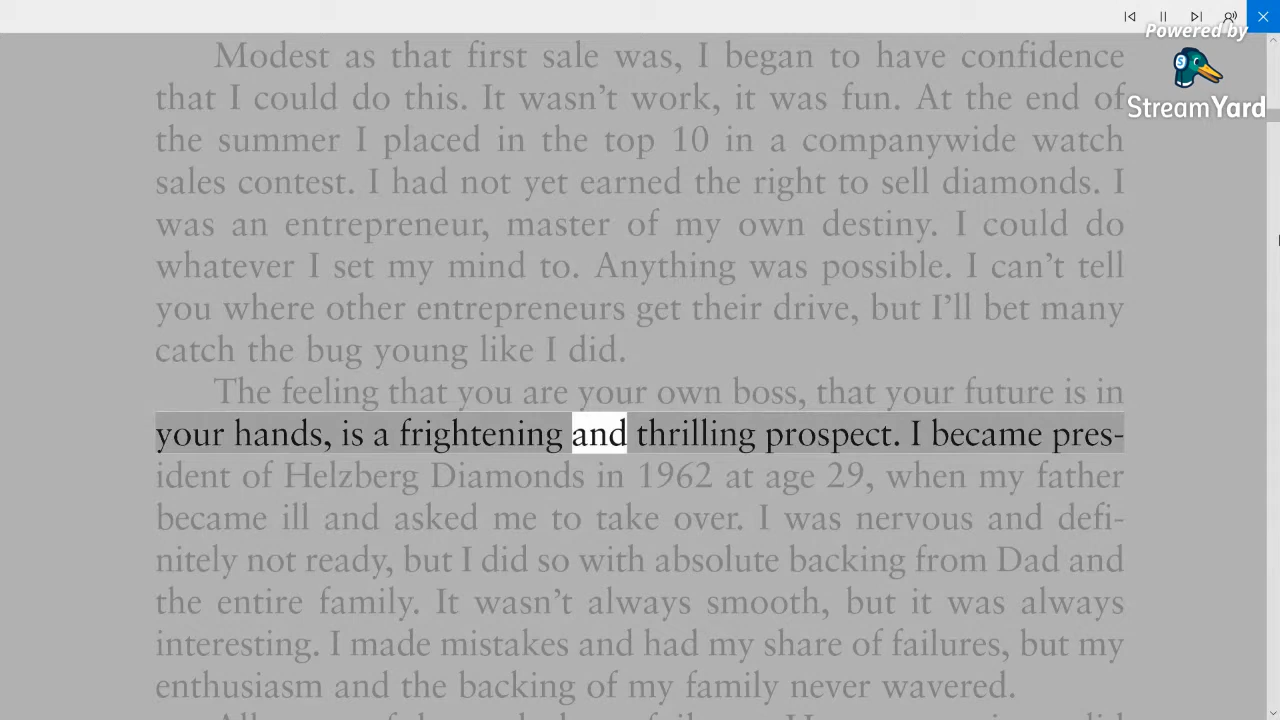 Powered by
StreamYard
Modest as that first sale was, I began to have confidence
that I could do this. It wasn’t work, it was fun. At the end of
the summer I placed in the top 10 in a companywide watch
sales contest. I had not yet earned the right to sell diamonds. I
was an entrepreneur, master of my own destiny. I could do
whatever I set my mind to. Anything was possible. I can’t tell
you where other entrepreneurs get their drive, but I’ll bet many
catch the bug young like I did.
The feeling that you are your own boss, that your future is in
your hands, is a frightening and thrilling prospect. I became pres-
ident of Helzberg Diamonds in 1962 at age 29, when my father
became ill and asked me to take over. I was nervous and defi-
nitely not ready, but I did so with absolute backing from Dad and
the entire family. It wasn’t always smooth, but it was always
interesting. I made mistakes and had my share of failures, but my
enthusiasm and the backing of my family never wavered.